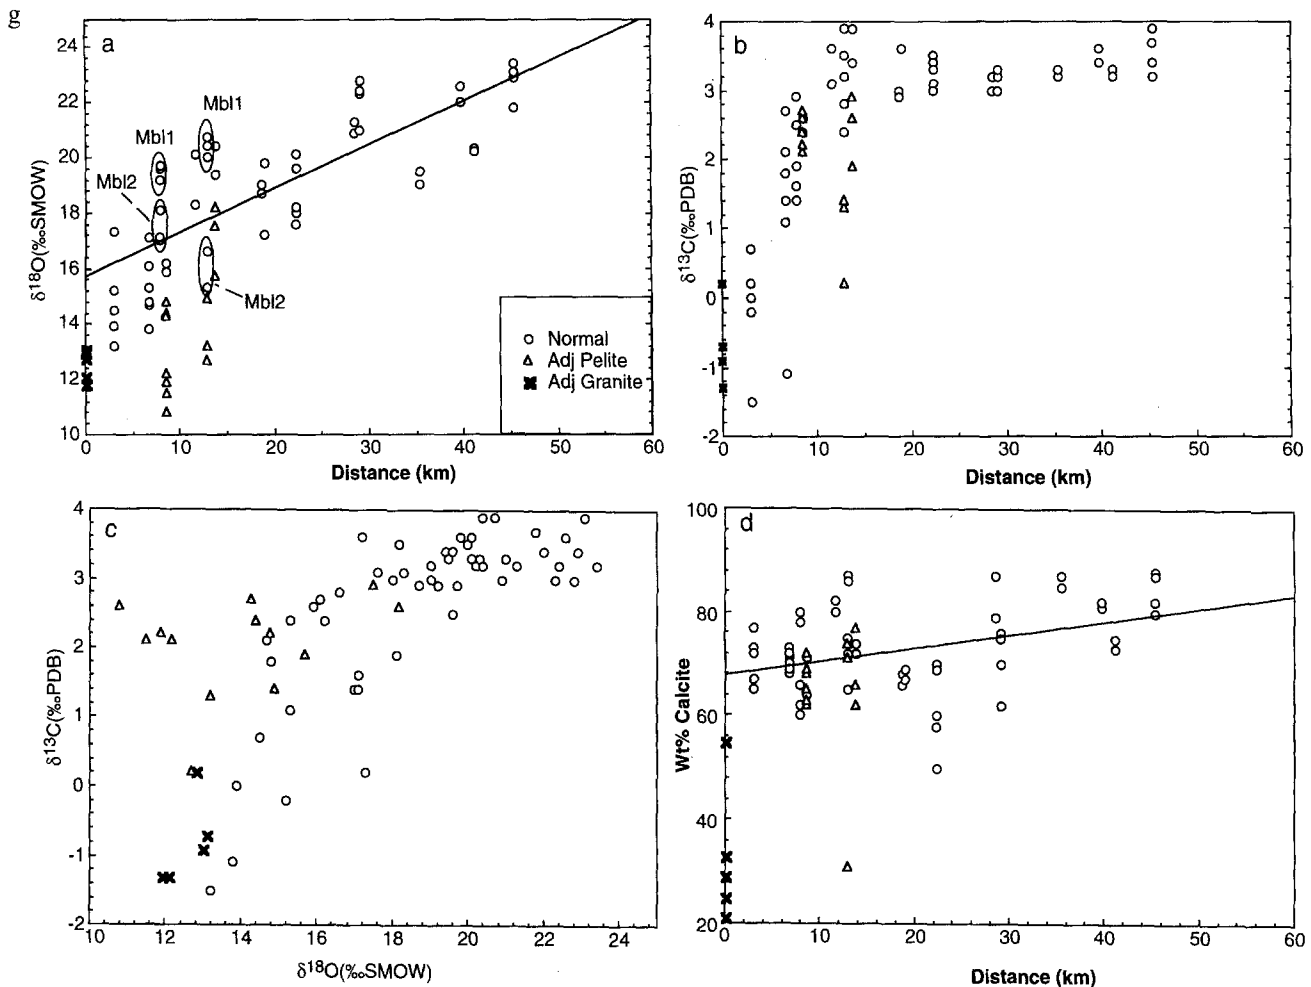 g
a
24
22
20
18
16
14
12
10
δ18O(‰SMOW)
Mbl1
Mbl1
Mbl2
Mbl2
○ Normal
△ Adj Pelite
✖ Adj Granite
0 10 20 30 40 50 60
Distance (km)
b
4
3
2
1
0
-1
-2
δ13C(‰PDB)
0 10 20 30 40 50 60
Distance (km)
c
4
3
2
1
0
-1
-2
δ13C(‰PDB)
10 12 14 16 18 20 22 24
δ18O(‰SMOW)
d
100
80
60
40
20
Wt% Calcite
0 10 20 30 40 50 60
Distance (km)